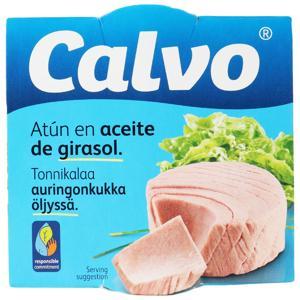 Calvo®
Atún en aceite
de girasol.
Tonnikalaa
auringonkukka
öljyssä.
responsible
commitment
Serving
suggestion